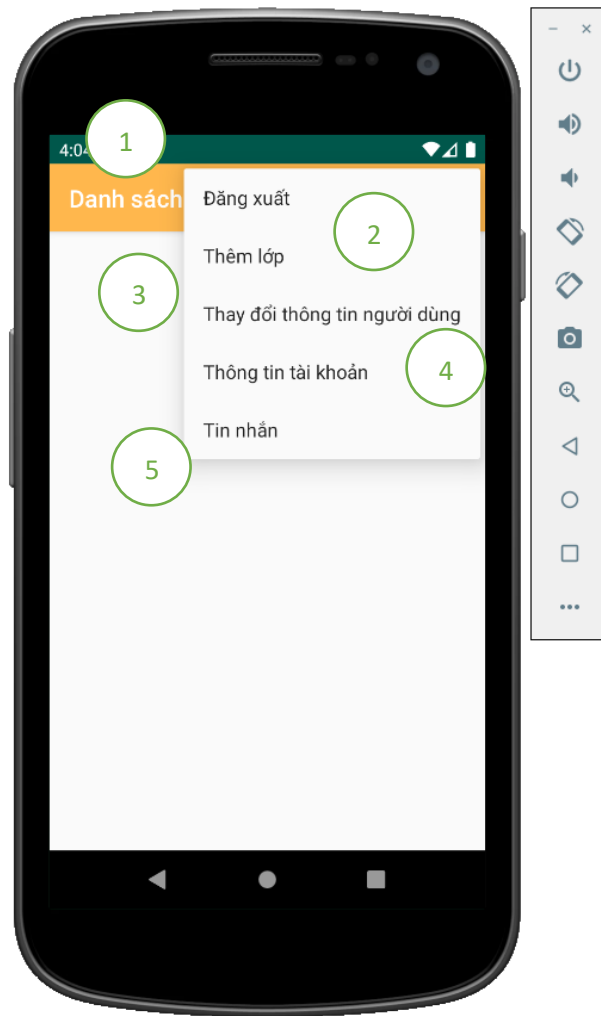 1
4:04
Danh sách
Đăng xuất
2
Thêm lớp
3
Thay đổi thông tin người dùng
Thông tin tài khoản
4
Tin nhắn
5